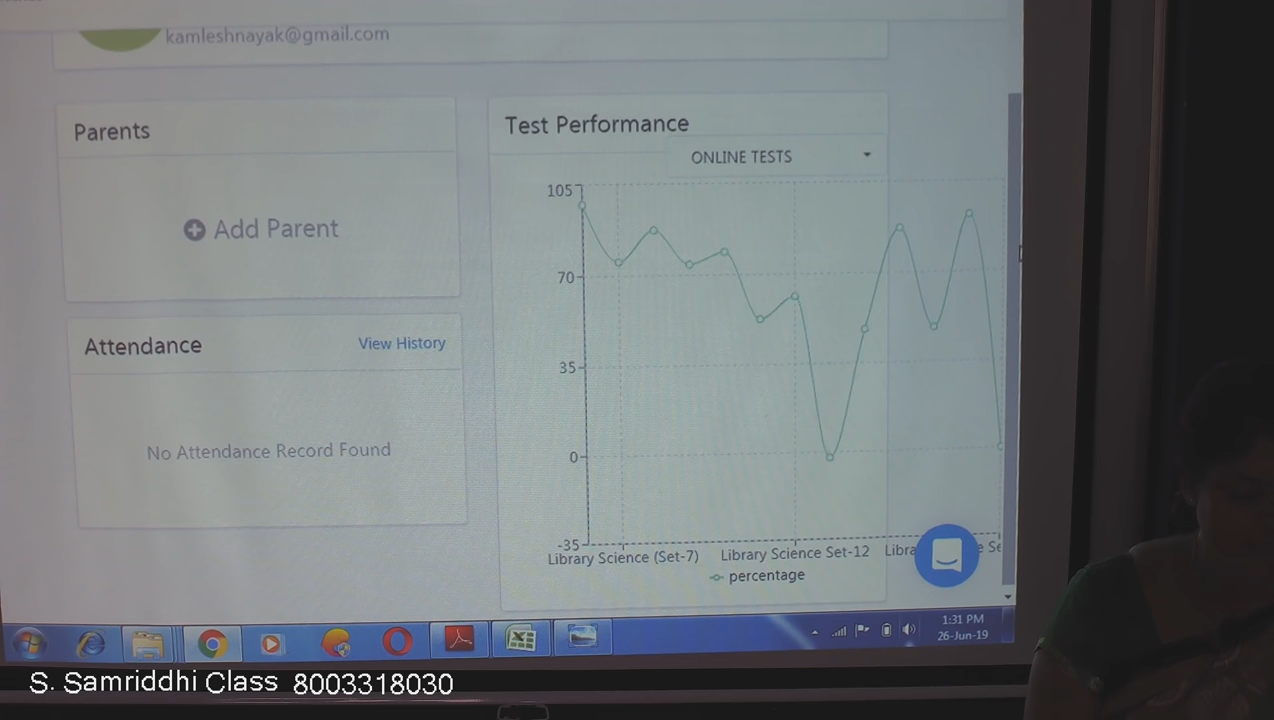 kamleshnayak@gmail.com
Parents
Add Parent
Attendance
View History
No Attendance Record Found
Test Performance
ONLINE TESTS
105
70
35
0
-35
Library Science (Set-7)
Library Science Set-12
Libra
e Se
percentage
1:31 PM
26-Jun-19
S. Samriddhi Class 8003318030